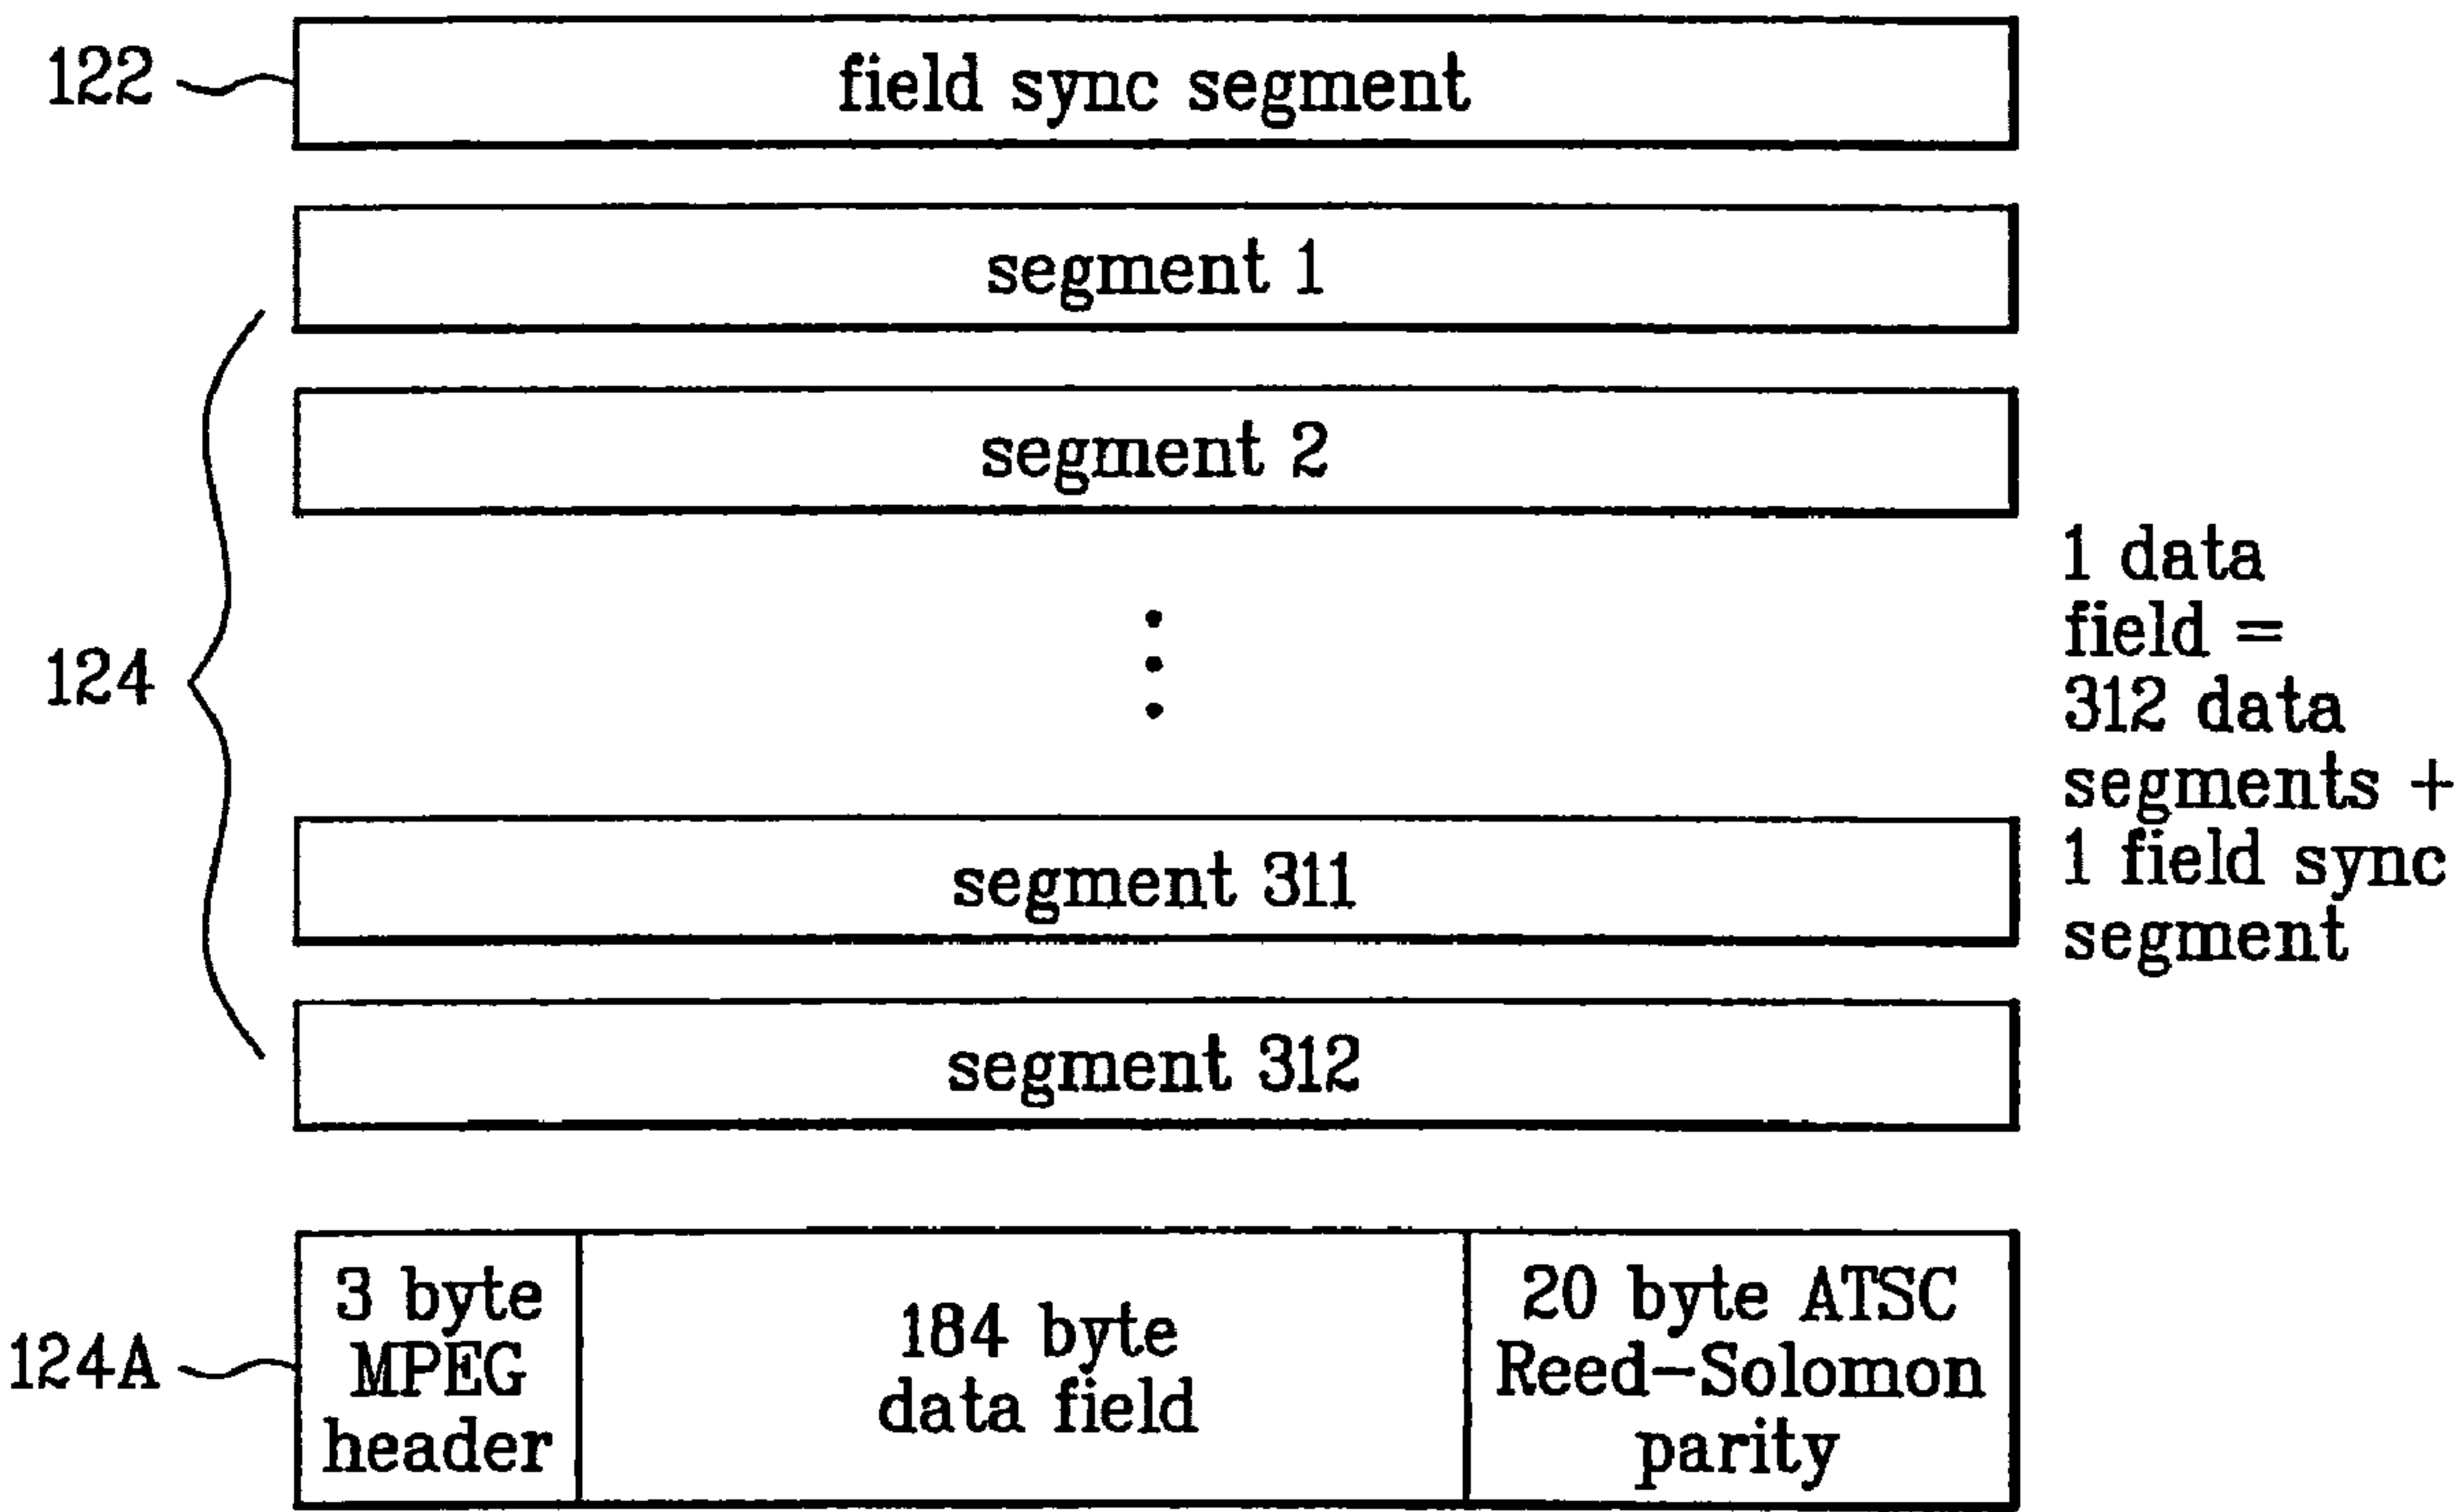 122
field sync segment
segment 1
segment 2
124
1 data
field =
312 data
segments +
1 field sync
segment
segment 311
segment 312
124A
3 byte
MPEG
header
184 byte
data field
20 byte ATSC
Reed-Solomon
parity